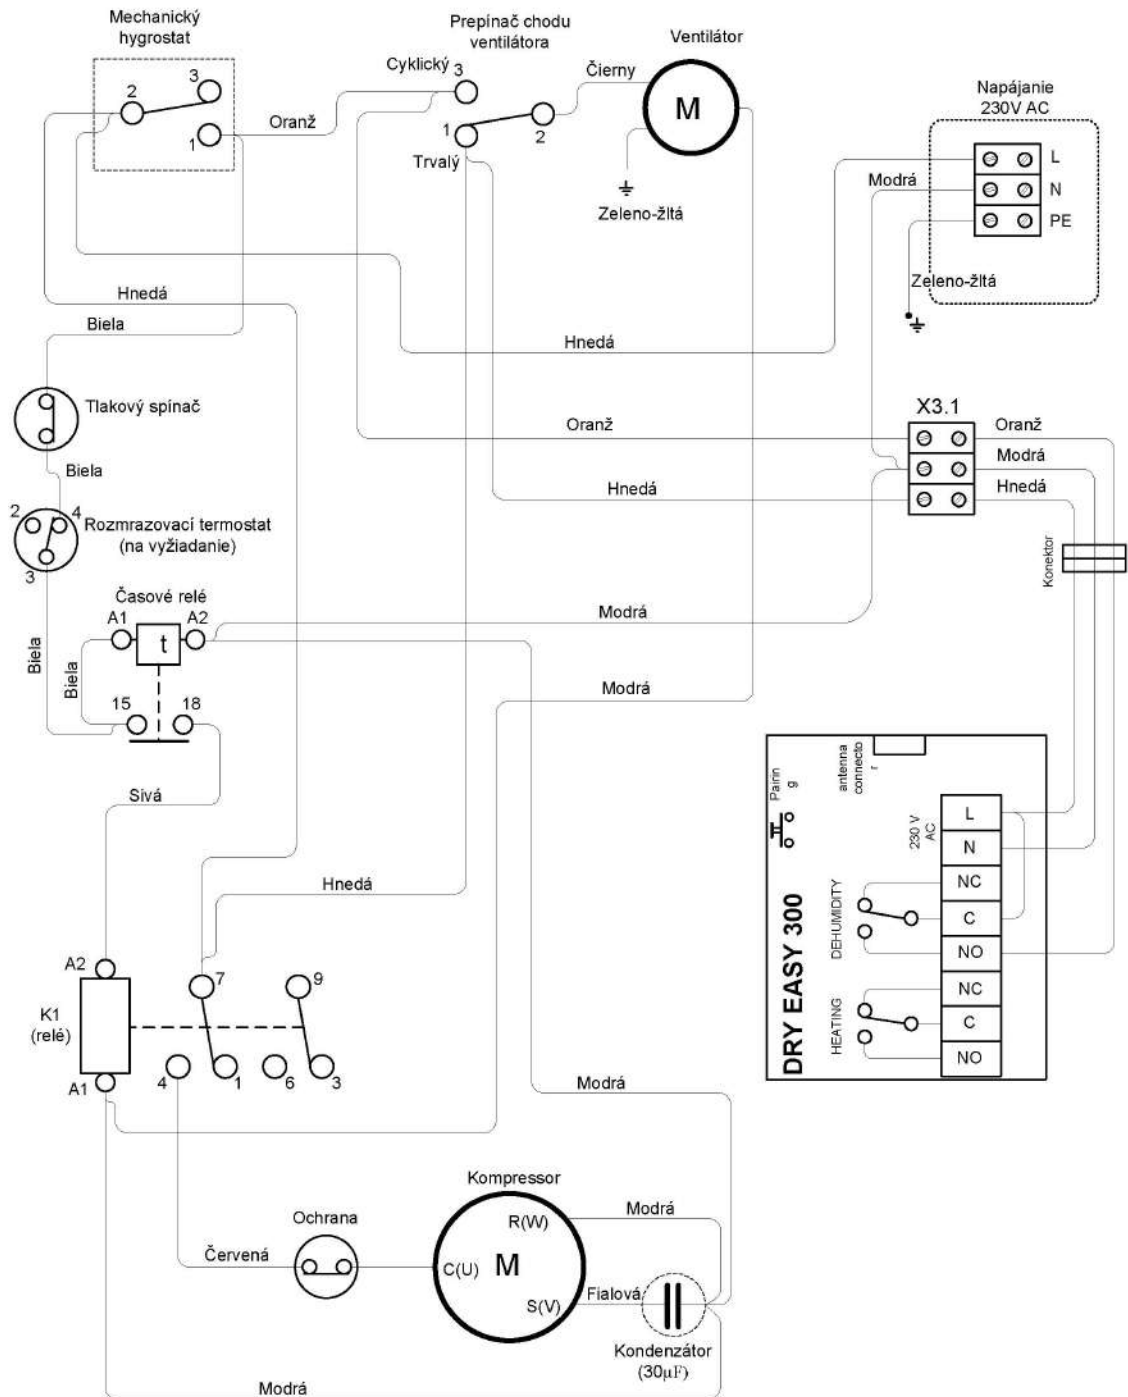 Mechanický
hygrostat
Prepínač chodu
ventilátora
Ventilátor
Napájanie
230V AC
Cyklický
3
3
2
1
Oranž
1
2
Čierny
M
Trvalý
Zeleno-žltá
Modrá
L
N
PE
Zeleno-žltá
Hnedá
Biela
Hnedá
Tlakový spínač
X3.1
Oranž
Oranž
Modrá
Hnedá
Hnedá
Biela
2
4
3
Rozmrazovací termostat
(na vyžiadanie)
Konektor
Časové relé
A1
t
A2
Modrá
Biela
Biela
15
18
Modrá
Sivá
Hnedá
Pairin
g
antenna
connecto
r
230 V
AC
L
N
NC
C
NO
NC
C
NO
DEHUMIDITY
HEATING
DRY EASY 300
A2
K1
(relé)
A1
7
9
4
1
6
3
Modrá
Kompressor
Ochrana
Červená
R(W)
C(U)
M
S(V)
Modrá
Fialová
Kondenzátor
(30µF)
Modrá